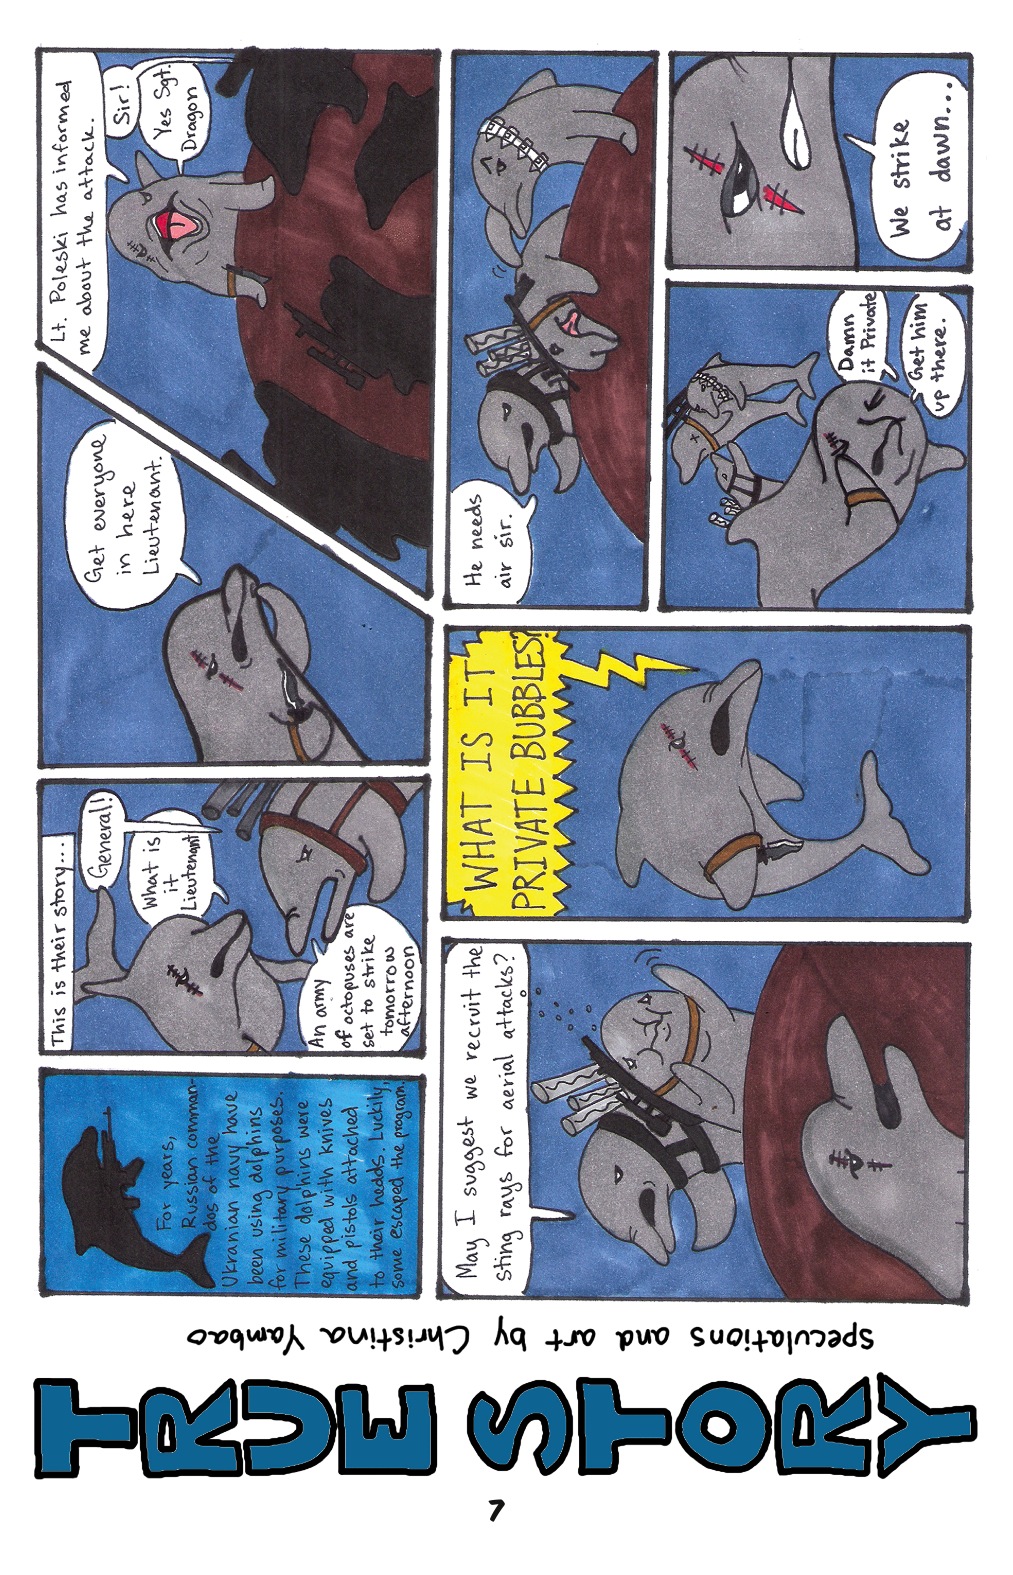 TRUE STORY
Speculations and art by Christina Yambao
For years,
Russian comman-
dos of the
Ukranian navy have
been using dolphins
for military purposes.
These dolphins were
equipped with knives
and pistols attached
to their heads. Luckily,
some escaped the program.
This is their story...
General!
What is
it
Lieutenant
An army
of octopuses are
set to strike
tomorrow
afternoon
Get everyone
in here
Lieutenant.
Lt. Poleski has informed
me about the attack.
Sir!
Yes Sgt.
Dragon
May I suggest we recruit the
sting rays for aerial attacks?
WHAT IS IT
PRIVATE BUBBLES?
He needs
air sir.
Damn
it Private
Get him
up there.
We strike
at dawn...
7